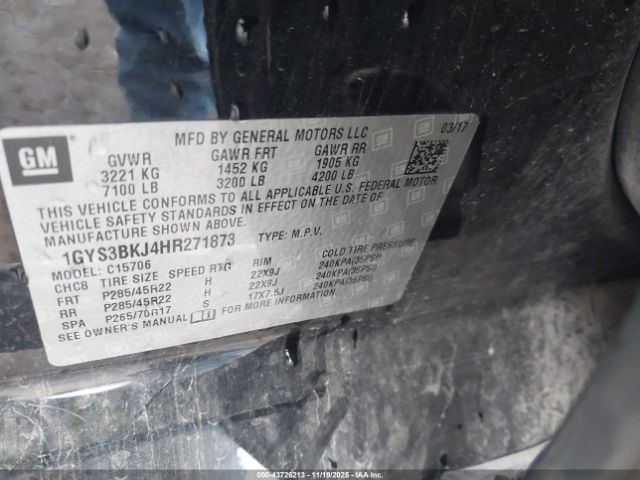 GM
MFD BY GENERAL MOTORS LLC 03/17
GVWR GAWR FRT GAWR RR
3221 KG 1452 KG 1905 KG
7100 LB 3200 LB 4200 LB
THIS VEHICLE CONFORMS TO ALL APPLICABLE U.S. FEDERAL MOTOR
VEHICLE SAFETY STANDARDS IN EFFECT ON THE DATE OF
MANUFACTURE SHOWN ABOVE.
1GYS3BKJ4HR271873 TYPE: M.P.V.
MODEL: C15706
CHC8 TIRE SIZE SPEED RTG RIM COLD TIRE PRESSURE
FRT P285/45R22 H 22X9J 240KPA(35PSI)
RR P285/45R22 H 22X9J 240KPA(35PSI)
SPA P265/70R17 S 17X7.5J 240KPA(35PSI)
SEE OWNER'S MANUAL FOR MORE INFORMATION.
000-43726213 - 11/19/2025 - iaai.com